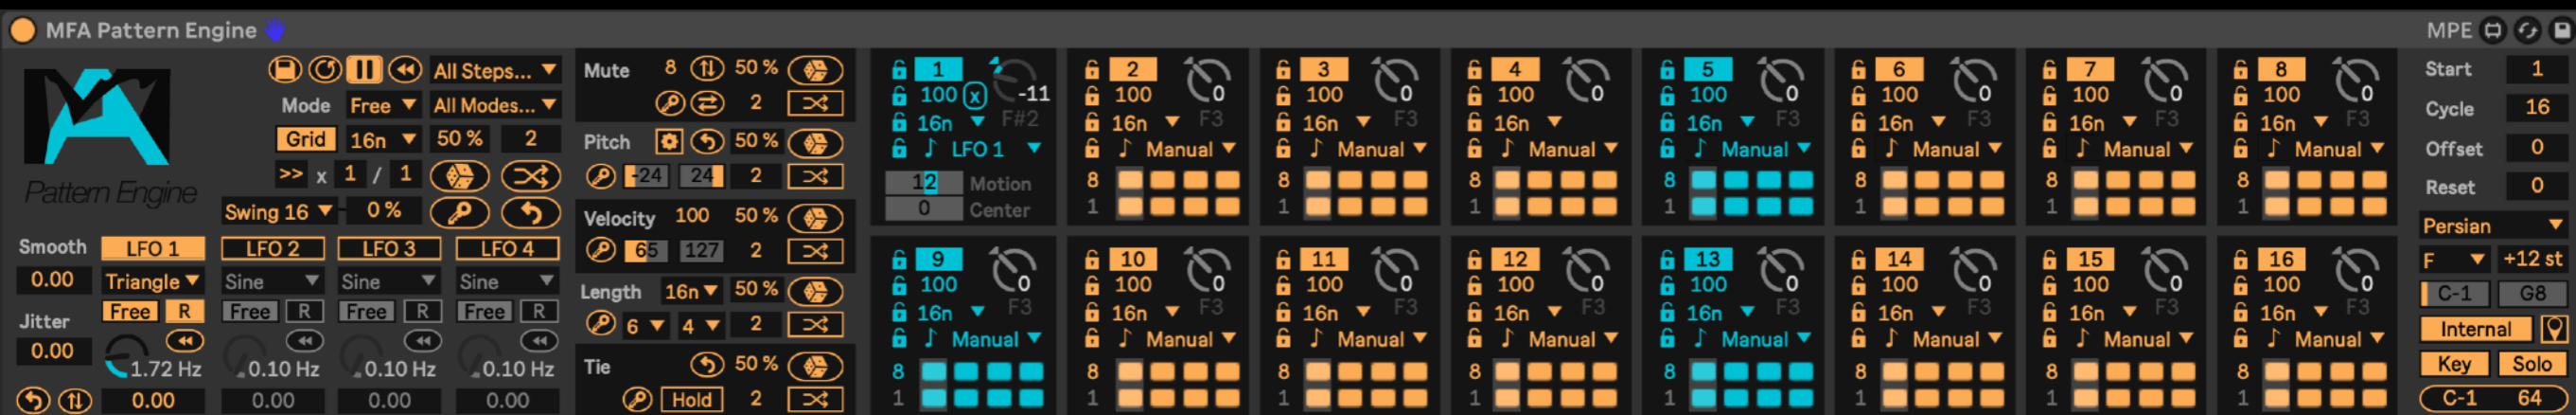 MFA Pattern Engine
MPE
Pattern Engine
All Steps...
Mode Free All Modes...
Grid 16n 50 % 2
>> x 1 / 1
Swing 16 0 %
Smooth LFO 1 LFO 2 LFO 3 LFO 4
0.00 Triangle Sine Sine Sine
Free R Free R Free R Free R
Jitter
0.00
1.72 Hz 0.10 Hz 0.10 Hz 0.10 Hz
0.00 0.00 0.00 0.00
Mute 8 50 %
2
Pitch 50 %
-24 24 2
Velocity 100 50 %
65 127 2
Length 16n 50 %
6 4 2
Tie 50 %
Hold 2
1
100 x -11
16n F#2
LFO 1
12 Motion
0 Center
2
100 0
16n F3
Manual
8
1
3
100 0
16n F3
Manual
8
1
4
100 0
16n
Manual
8
1
5
100 0
16n F3
Manual
8
1
6
100 0
16n F3
Manual
8
1
7
100 0
16n F3
Manual
8
1
8
100 0
16n F3
Manual
8
1
9
100 0
16n F3
Manual
8
1
10
100 0
16n F3
Manual
8
1
11
100 0
16n F3
Manual
8
1
12
100 0
16n F3
Manual
8
1
13
100 0
16n F3
Manual
8
1
14
100 0
16n F3
Manual
8
1
15
100 0
16n F3
Manual
8
1
16
100 0
16n F3
Manual
8
1
Start 1
Cycle 16
Offset 0
Reset 0
Persian
F +12 st
C-1 G8
Internal
Key Solo
C-1 64